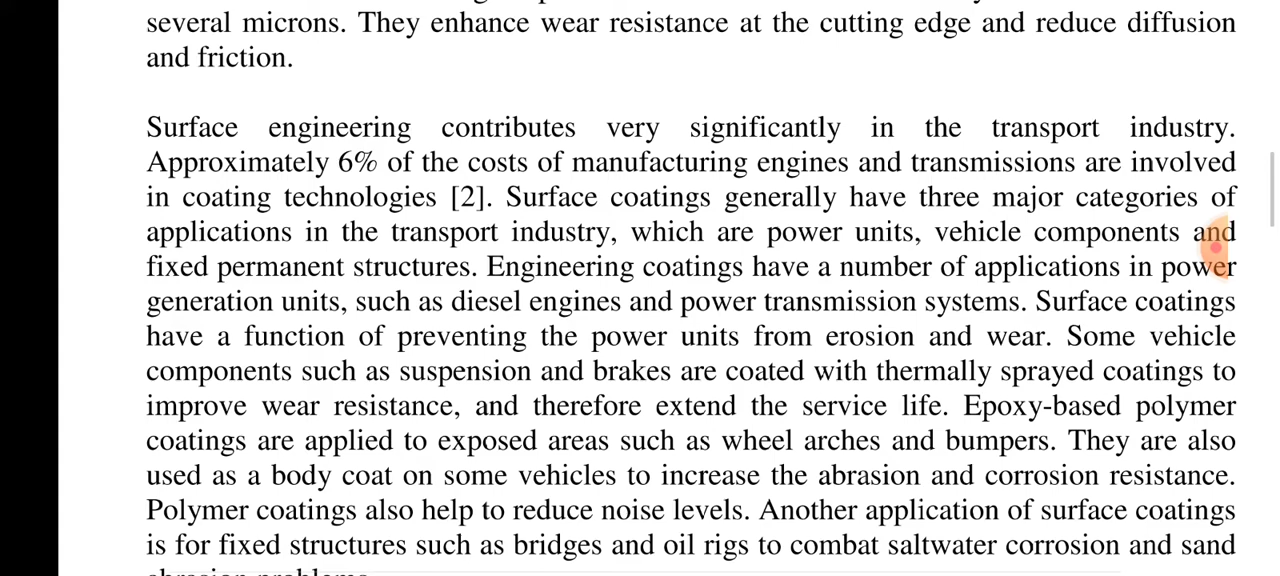 several microns. They enhance wear resistance at the cutting edge and reduce diffusion
and friction.
Surface engineering contributes very significantly in the transport industry.
Approximately 6% of the costs of manufacturing engines and transmissions are involved
in coating technologies [2]. Surface coatings generally have three major categories of
applications in the transport industry, which are power units, vehicle components and
fixed permanent structures. Engineering coatings have a number of applications in power
generation units, such as diesel engines and power transmission systems. Surface coatings
have a function of preventing the power units from erosion and wear. Some vehicle
components such as suspension and brakes are coated with thermally sprayed coatings to
improve wear resistance, and therefore extend the service life. Epoxy-based polymer
coatings are applied to exposed areas such as wheel arches and bumpers. They are also
used as a body coat on some vehicles to increase the abrasion and corrosion resistance.
Polymer coatings also help to reduce noise levels. Another application of surface coatings
is for fixed structures such as bridges and oil rigs to combat saltwater corrosion and sand